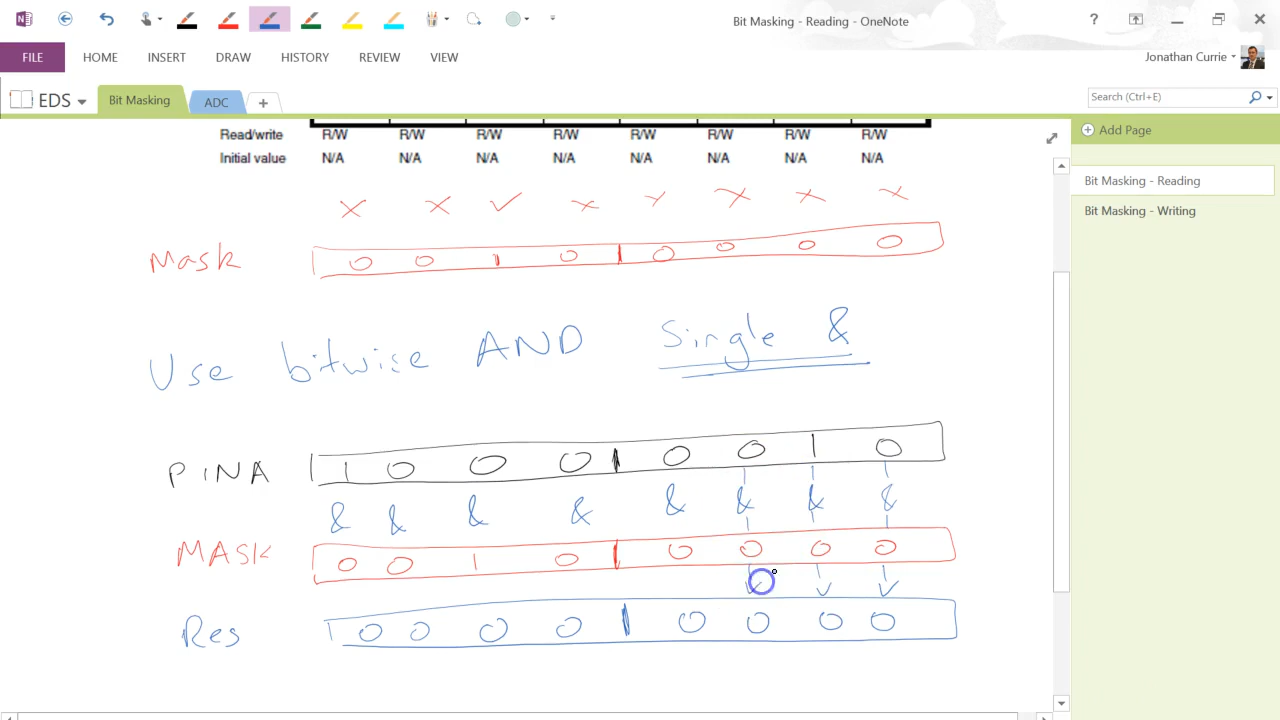 Bit Masking - Reading - OneNote
?
FILE HOME INSERT DRAW HISTORY REVIEW VIEW
Jonathan Currie
EDS Bit Masking ADC +
Search (Ctrl+E)
Add Page
Bit Masking - Reading
Bit Masking - Writing
Read/write R/W R/W R/W R/W R/W R/W R/W R/W
Initial value N/A N/A N/A N/A N/A N/A N/A N/A
x x ✓ x x x x x
Mask 0 0 1 0 | 0 0 0 0
Use bitwise AND Single &
PINA 1 0 0 0 | 0 0 1 0
& & & & & & & &
MASK 0 0 1 0 | 0 0 0 0
Res 0 0 0 0 | 0 0 0 0